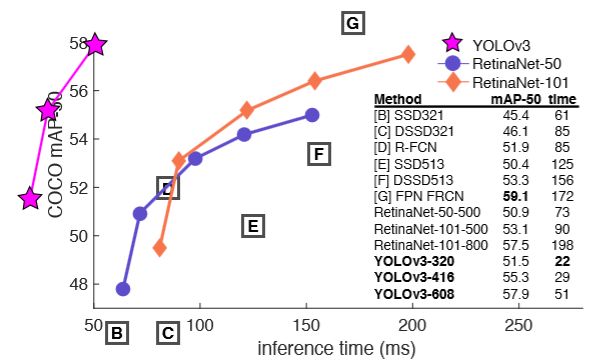 G
58
YOLOv3
RetinaNet-50
RetinaNet-101
56
Method mAP-50 time
[B] SSD321 45.4 61
[C] DSSD321 46.1 85
[D] R-FCN 51.9 85
[E] SSD513 50.4 125
[F] DSSD513 53.3 156
[G] FPN FRCN 59.1 172
RetinaNet-50-500 50.9 73
RetinaNet-101-500 53.1 90
RetinaNet-101-800 57.5 198
YOLOv3-320 51.5 22
YOLOv3-416 55.3 29
YOLOv3-608 57.9 51
COCO mAP-50
54
F
52
D
E
50
48
50
100
150
200
250
B
C
inference time (ms)